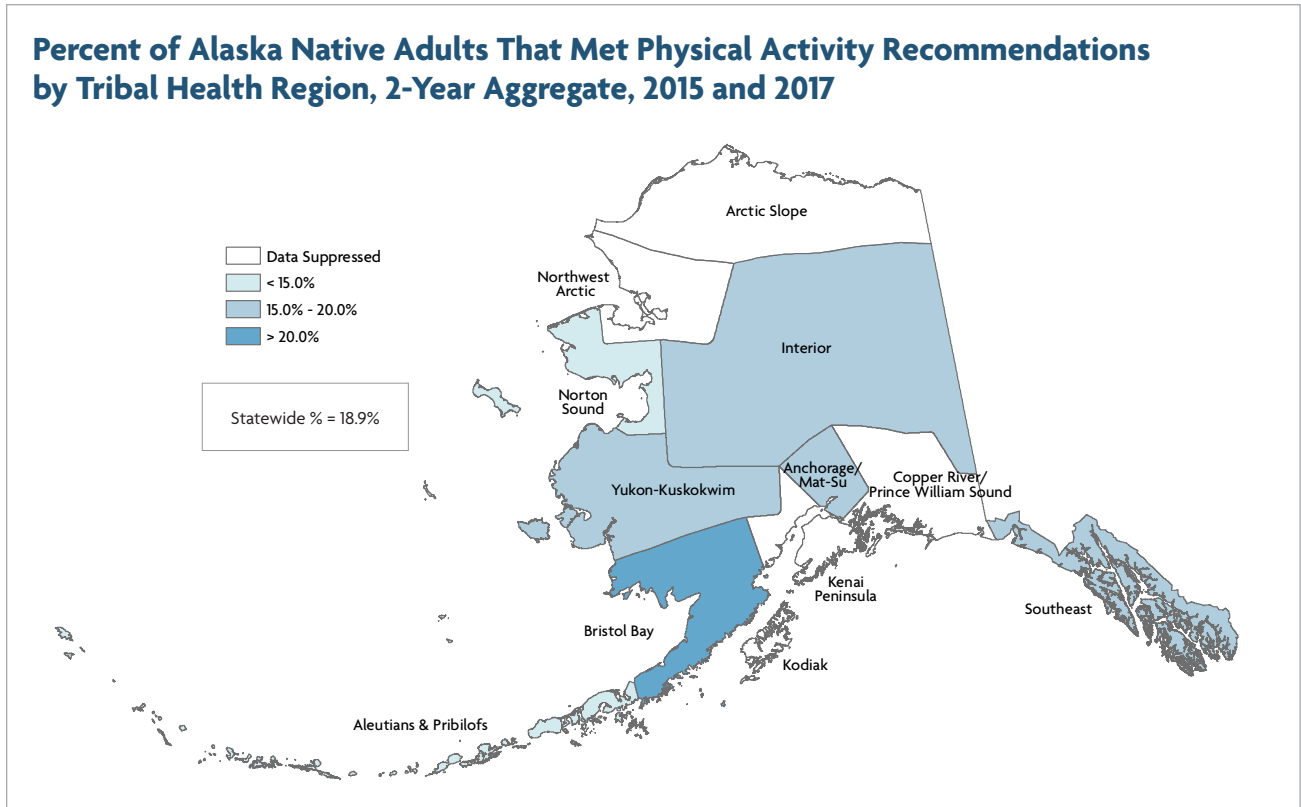 Percent of Alaska Native Adults That Met Physical Activity Recommendations
by Tribal Health Region, 2-Year Aggregate, 2015 and 2017
Arctic Slope
Data Suppressed
< 15.0%
15.0% - 20.0%
> 20.0%
Northwest
Arctic
Interior
Statewide % = 18.9%
Norton
Sound
Anchorage/
Mat-Su
Copper River/
Prince William Sound
Yukon-Kuskokwim
Kenai
Peninsula
Southeast
Bristol Bay
Kodiak
Aleutians & Pribilofs